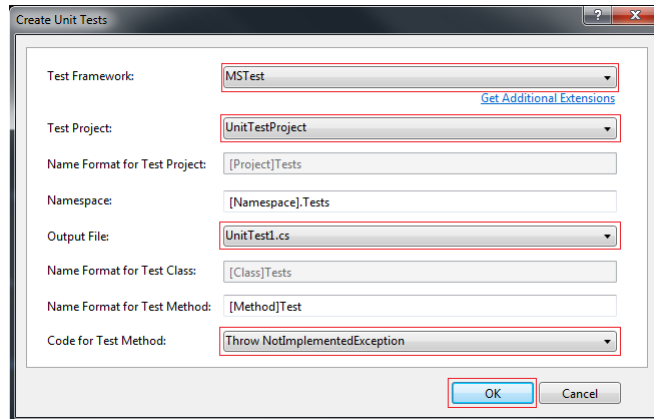 Create Unit Tests
? X
Test Framework: MSTest
Get Additional Extensions
Test Project: UnitTestProject
Name Format for Test Project: [Project]Tests
Namespace: [Namespace].Tests
Output File: UnitTest1.cs
Name Format for Test Class: [Class]Tests
Name Format for Test Method: [Method]Test
Code for Test Method: Throw NotImplementedException
OK Cancel